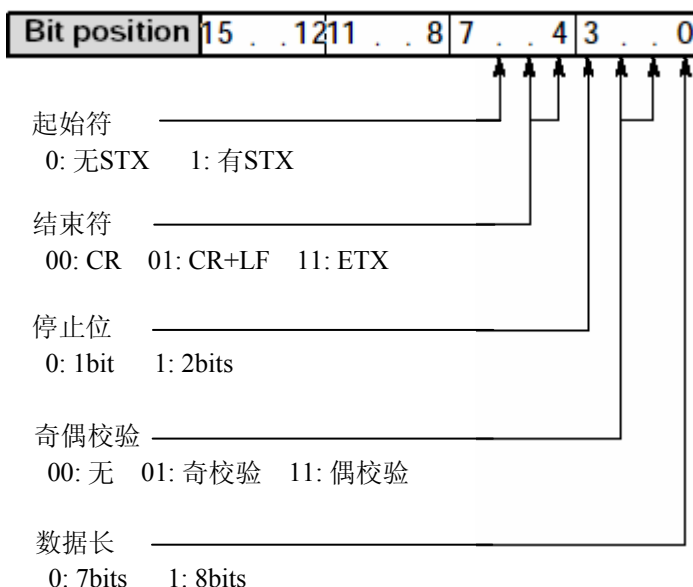 Bit position 15 . . 12 11 . . 8 7 . . 4 3 . . 0
起始符
0: 无STX 1: 有STX
结束符
00: CR 01: CR+LF 11: ETX
停止位
0: 1bit 1: 2bits
奇偶校验
00: 无 01: 奇校验 11: 偶校验
数据长
0: 7bits 1: 8bits